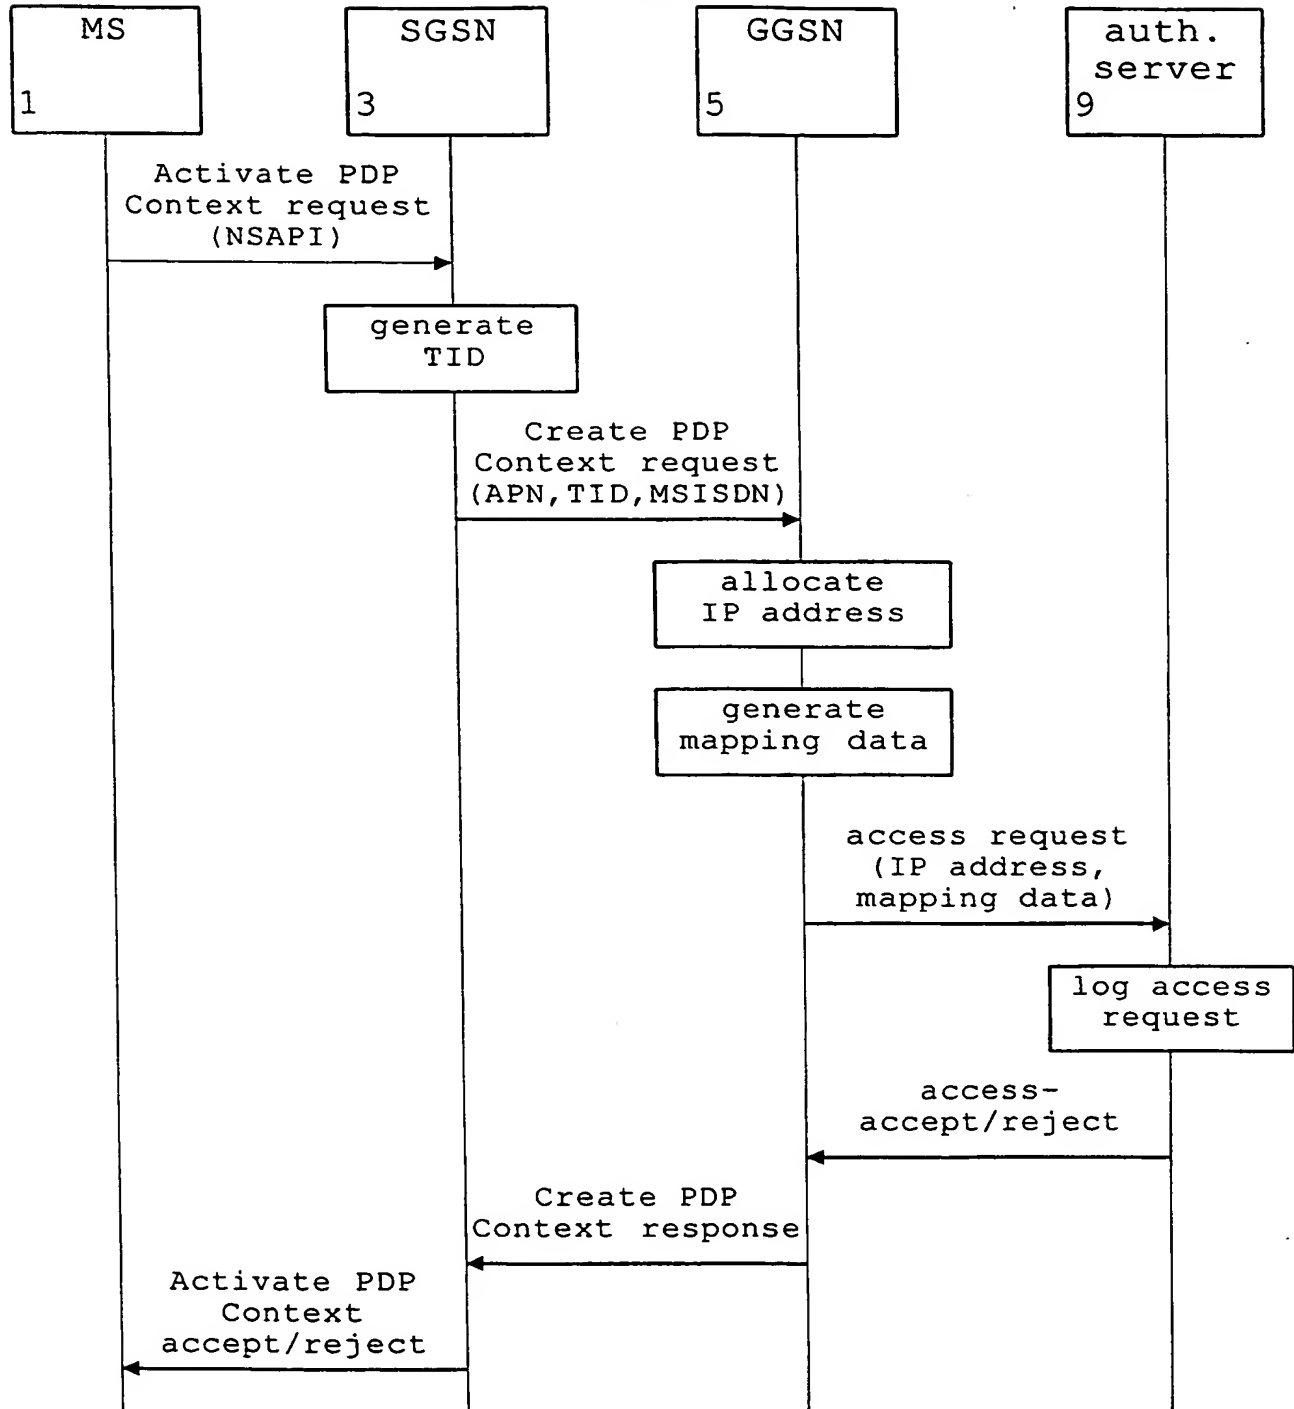 MS
1
SGSN
3
GGSN
5
auth.
server
9
Activate PDP
Context request
(NSAPI)
generate
TID
Create PDP
Context request
(APN,TID,MSISDN)
allocate
IP address
generate
mapping data
access request
(IP address,
mapping data)
log access
request
access-
accept/reject
Create PDP
Context response
Activate PDP
Context
accept/reject